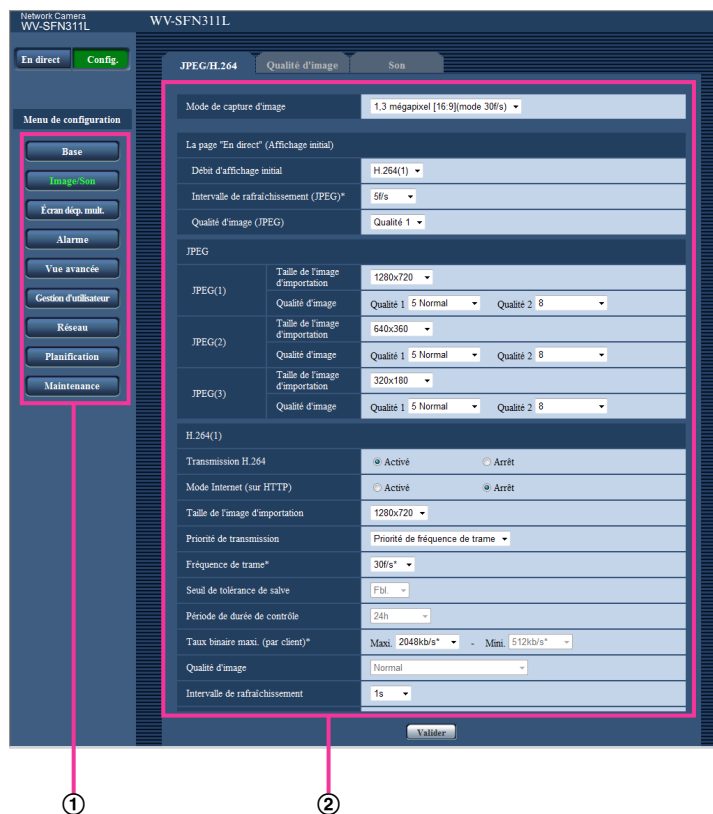 Network Camera
WV-SFN311L
WV-SFN311L
En direct Config.
JPEG/H.264 Qualité d'image Son
Menu de configuration
Base
Image/Son
Écran décp. mult.
Alarme
Vue avancée
Gestion d'utilisateur
Réseau
Planification
Maintenance
Mode de capture d'image 1,3 mégapixel [16:9](mode 30f/s)
La page "En direct" (Affichage initial)
Débit d'affichage initial H.264(1)
Intervalle de rafraîchissement (JPEG)* 5f/s
Qualité d'image (JPEG) Qualité 1
JPEG
JPEG(1)
Taille de l'image
d'importation
1280x720
Qualité d'image Qualité 1 5 Normal Qualité 2 8
JPEG(2)
Taille de l'image
d'importation
640x360
Qualité d'image Qualité 1 5 Normal Qualité 2 8
JPEG(3)
Taille de l'image
d'importation
320x180
Qualité d'image Qualité 1 5 Normal Qualité 2 8
H.264(1)
Transmission H.264 Activé Arrêt
Mode Internet (sur HTTP) Activé Arrêt
Taille de l'image d'importation 1280x720
Priorité de transmission Priorité de fréquence de trame
Fréquence de trame* 30f/s*
Seuil de tolérance de salve Fbl.
Période de durée de contrôle 24h
Taux binaire maxi. (par client)* Maxi. 2048kb/s* - Mini. 512kb/s*
Qualité d'image Normal
Intervalle de rafraîchissement 1s
Valider
① ②